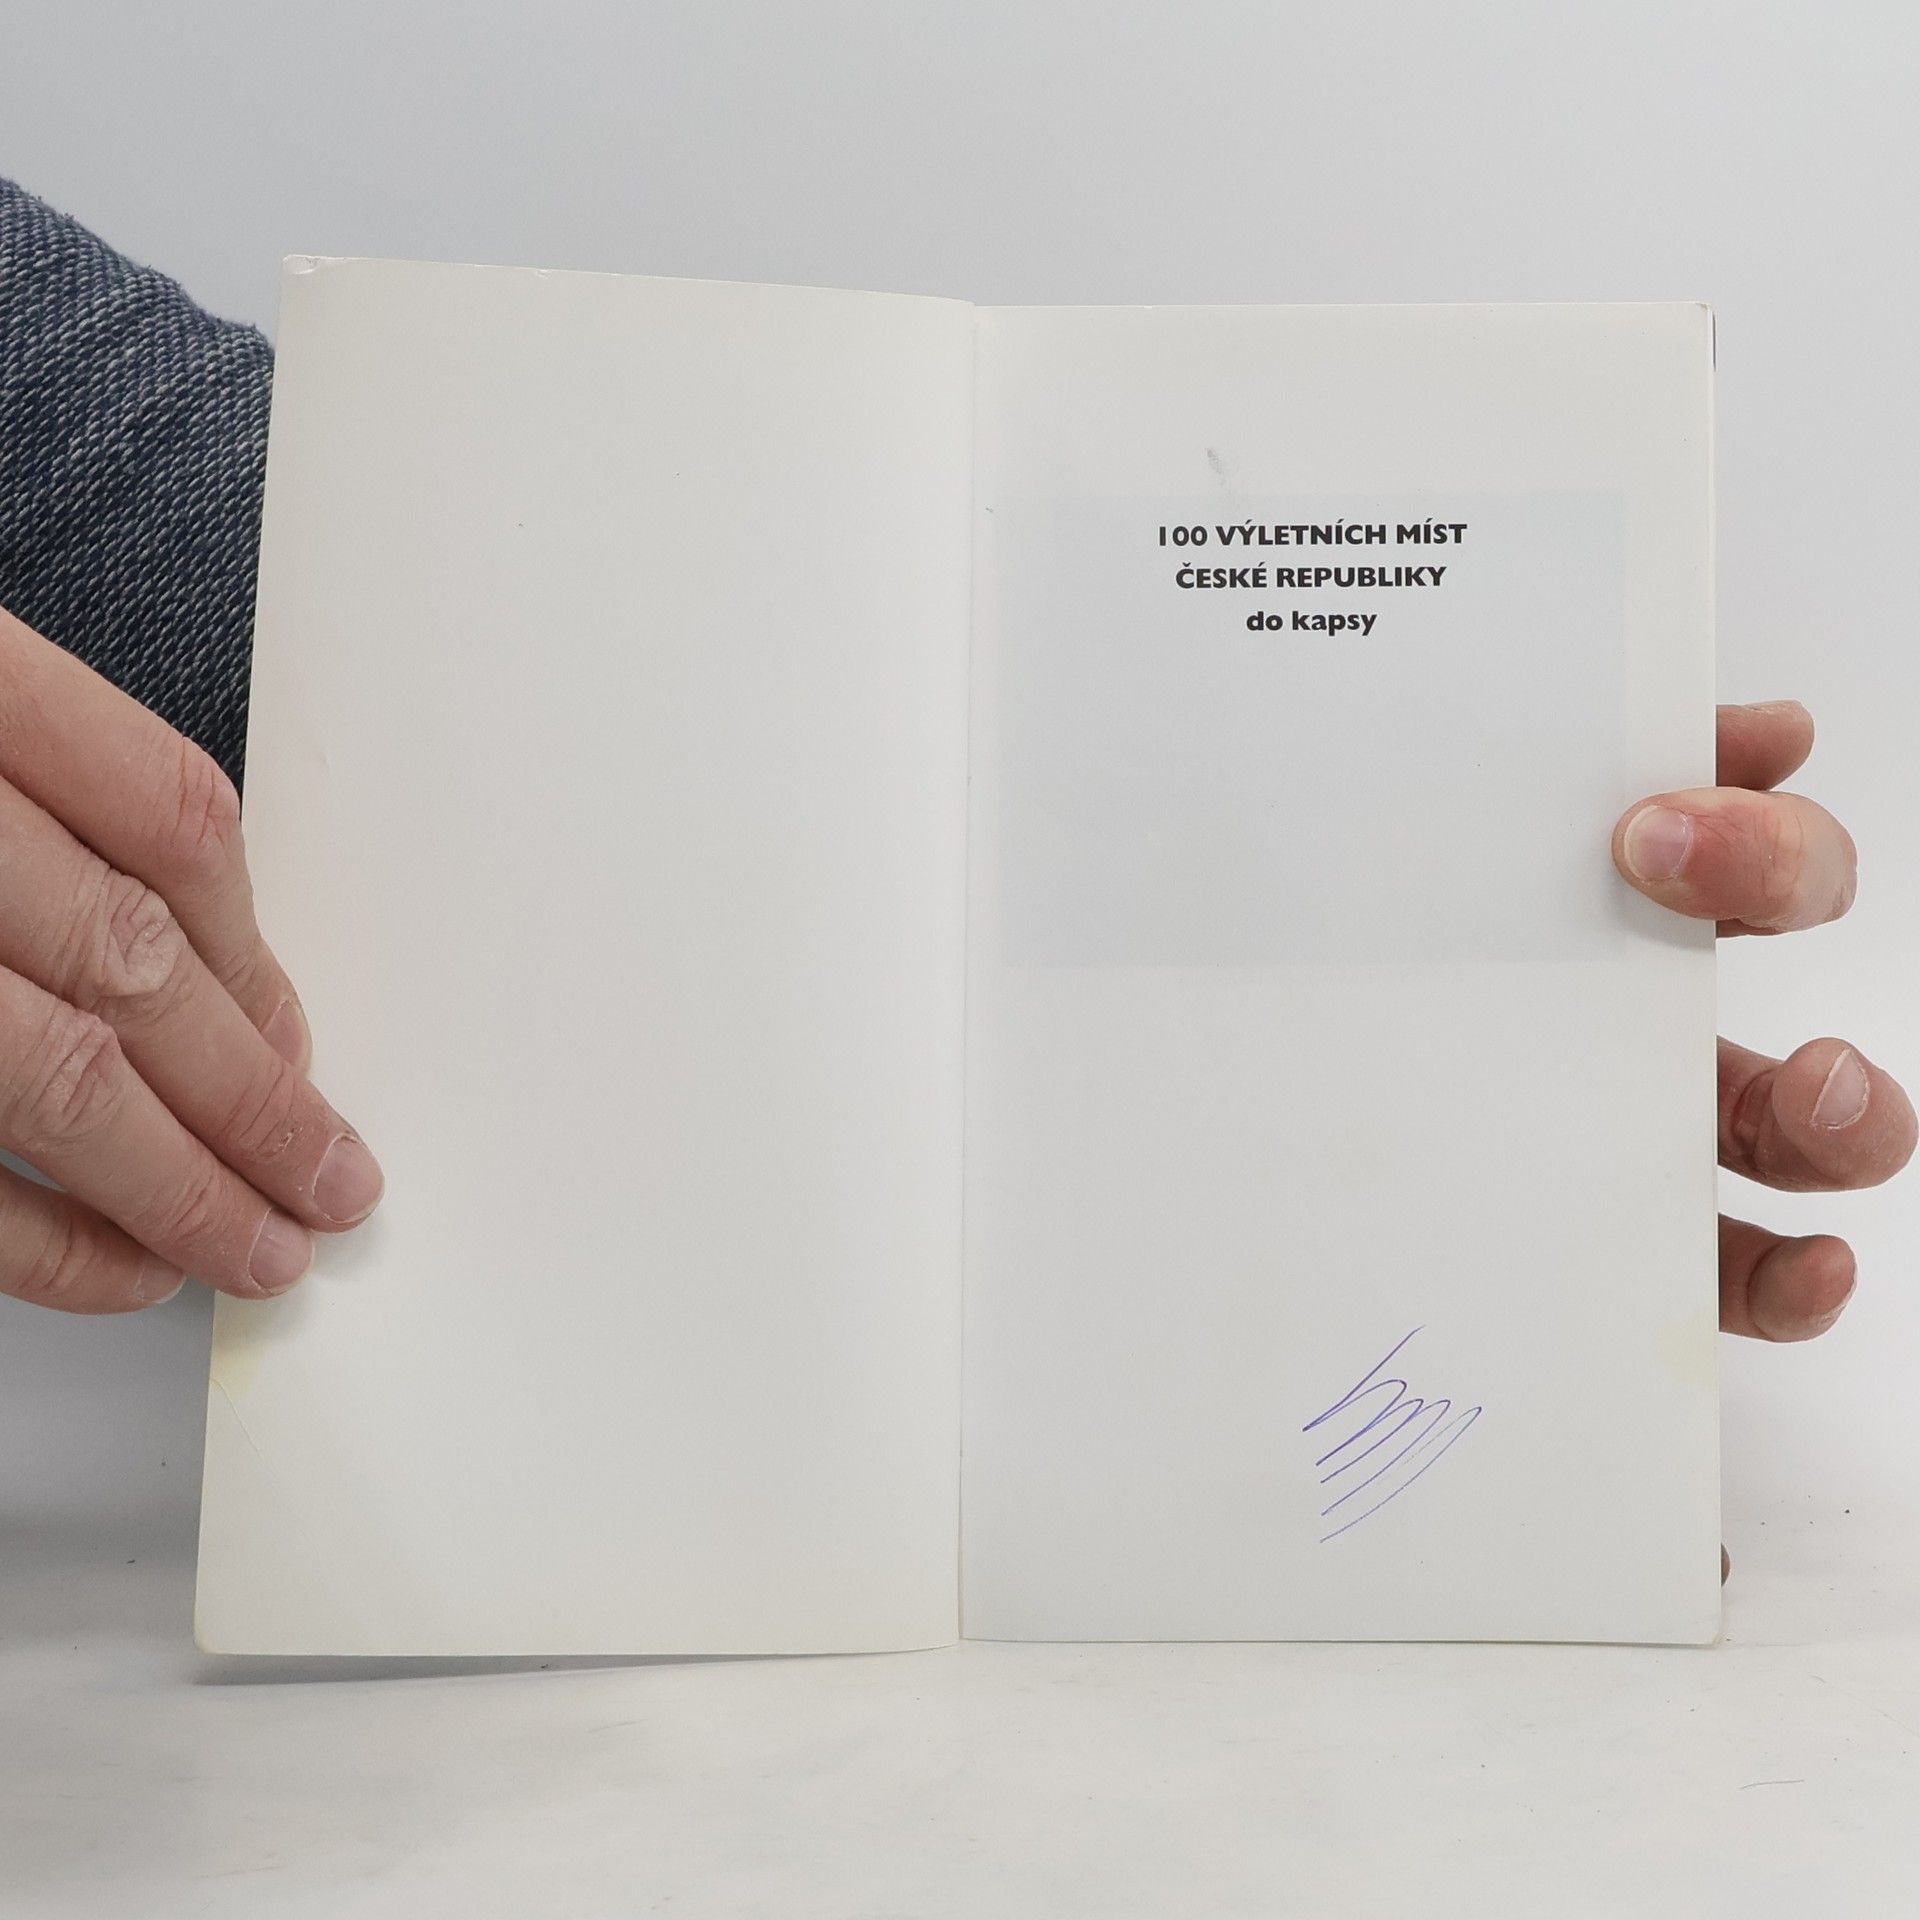 100 VÝLETNÍCH MÍST
ČESKÉ REPUBLIKY
do kapsy